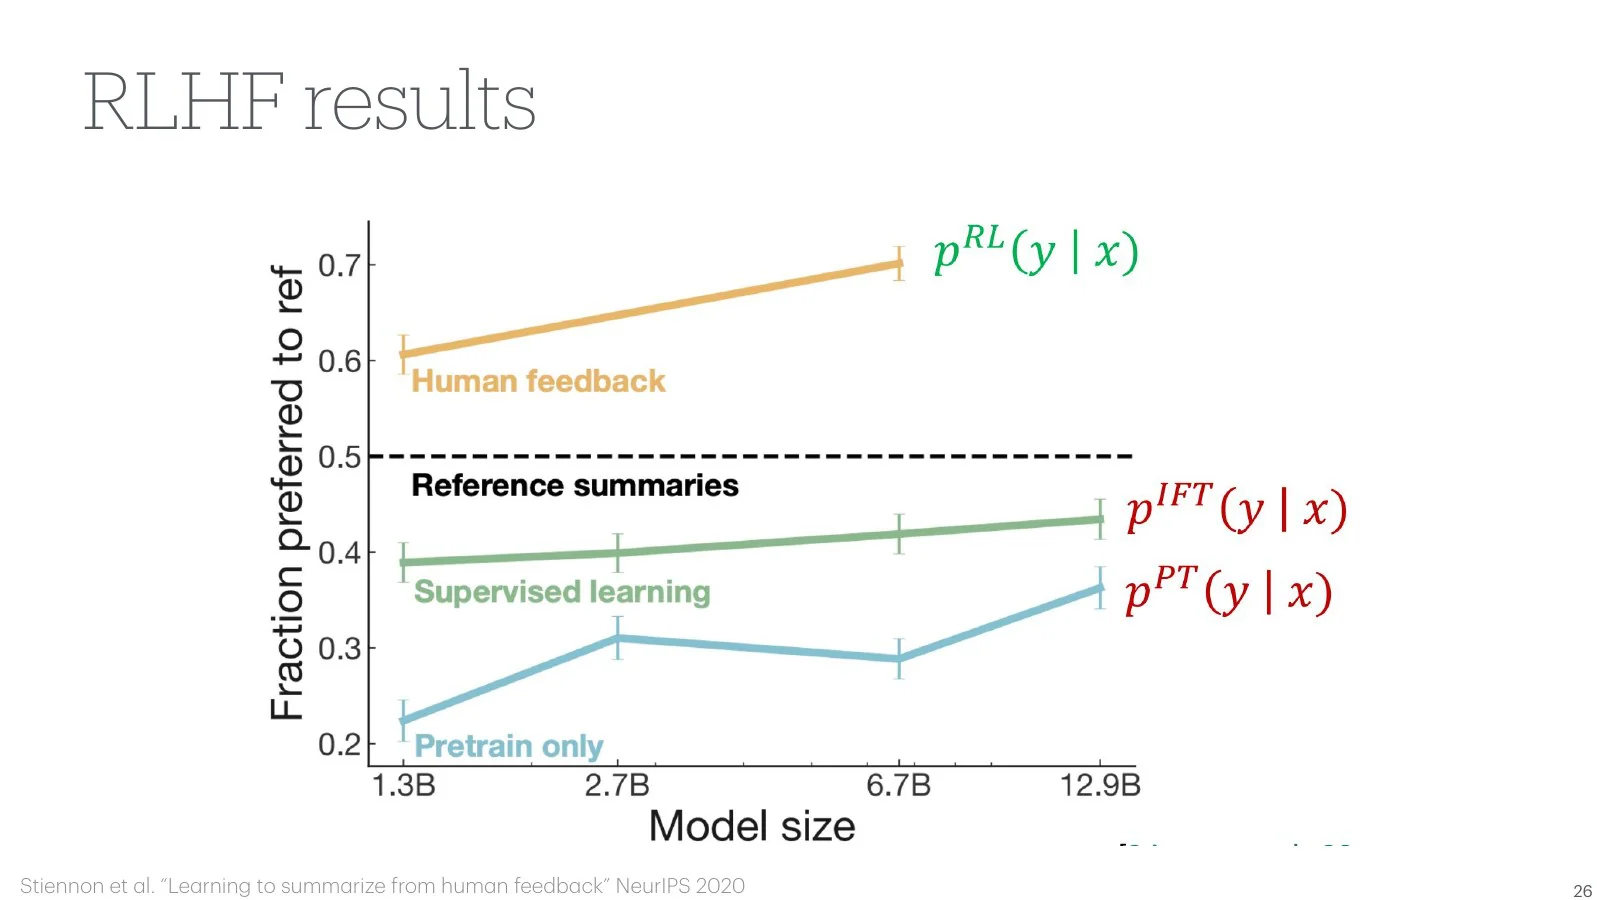 RLHF results
Fraction preferred to ref
0.7
0.6
0.5
0.4
0.3
0.2
p^{RL}(y | x)
Human feedback
Reference summaries
p^{IFT}(y | x)
Supervised learning
p^{PT}(y | x)
Pretrain only
1.3B 2.7B 6.7B 12.9B
Model size
Stiennon et al. “Learning to summarize from human feedback” NeurIPS 2020
26